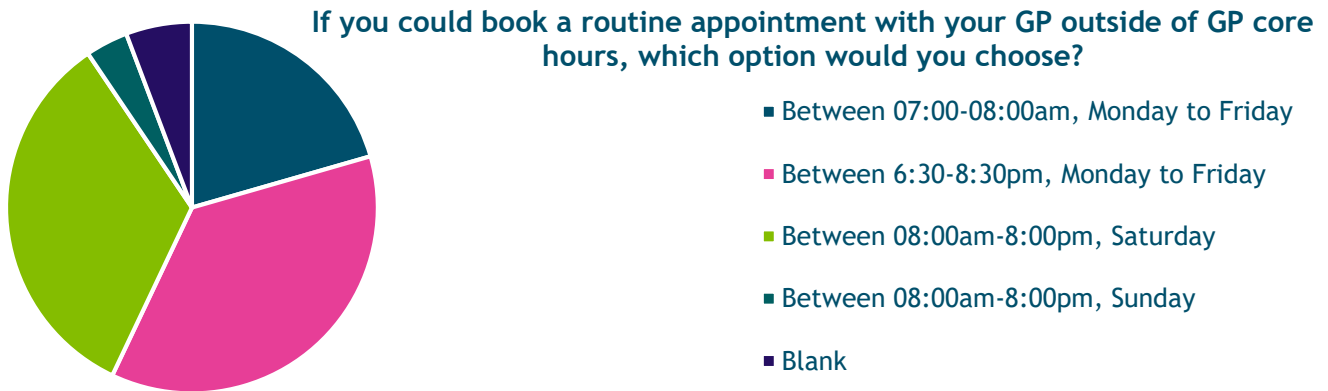 If you could book a routine appointment with your GP outside of GP core
hours, which option would you choose?
Between 07:00-08:00am, Monday to Friday
Between 6:30-8:30pm, Monday to Friday
Between 08:00am-8:00pm, Saturday
Between 08:00am-8:00pm, Sunday
Blank